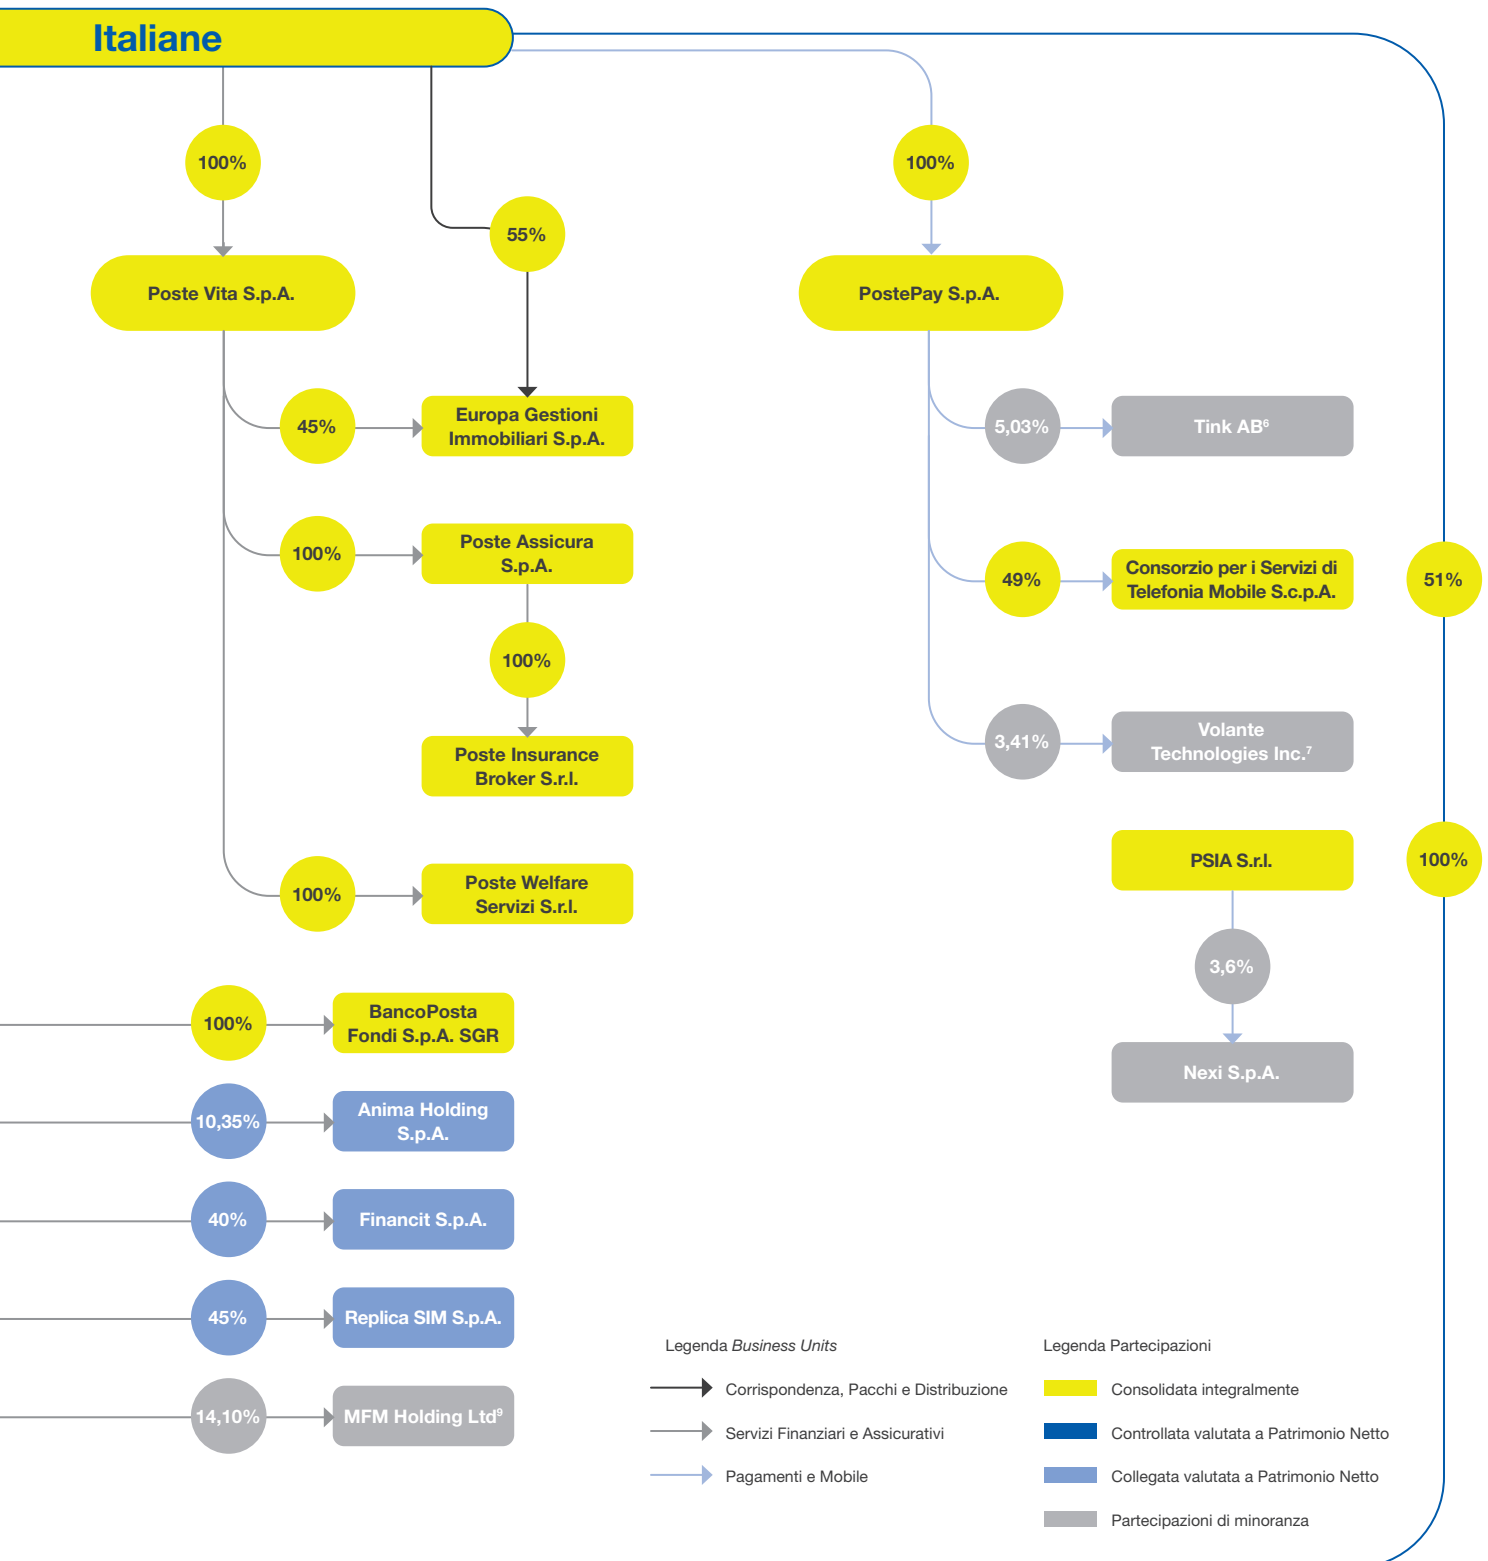 Italiane
100%
55%
100%
Poste Vita S.p.A.
PostePay S.p.A.
45%
Europa Gestioni
Immobiliari S.p.A.
5,03%
Tink AB⁶
100%
Poste Assicura
S.p.A.
49%
Consorzio per i Servizi di
Telefonia Mobile S.c.p.A.
51%
100%
Poste Insurance
Broker S.r.l.
3,41%
Volante
Technologies Inc.⁷
PSIA S.r.l.
100%
100%
Poste Welfare
Servizi S.r.l.
3,6%
Nexi S.p.A.
100%
BancoPosta
Fondi S.p.A. SGR
10,35%
Anima Holding
S.p.A.
40%
Financit S.p.A.
45%
Replica SIM S.p.A.
14,10%
MFM Holding Ltd⁹
Legenda Business Units
Corrispondenza, Pacchi e Distribuzione
Servizi Finanziari e Assicurativi
Pagamenti e Mobile
Legenda Partecipazioni
Consolidata integralmente
Controllata valutata a Patrimonio Netto
Collegata valutata a Patrimonio Netto
Partecipazioni di minoranza